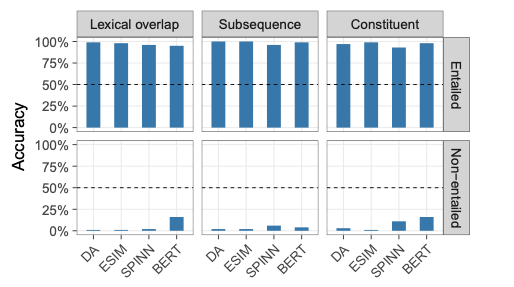 Lexical overlap Subsequence Constituent
100%
75%
50%
25%
0%
Entailed
100%
75%
50%
25%
0%
Non-entailed
Accuracy
DA ESIM SPINN BERT DA ESIM SPINN BERT DA ESIM SPINN BERT